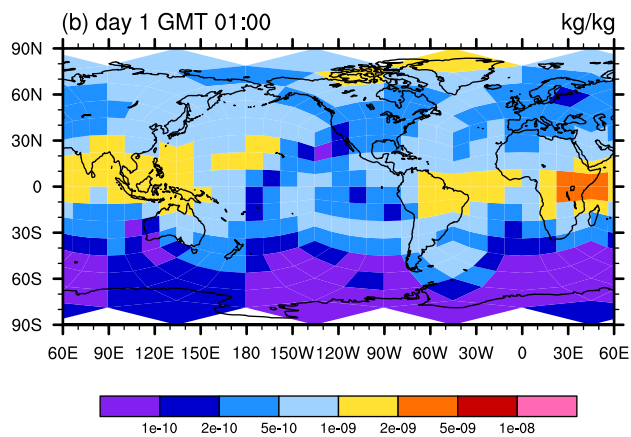 (b) day 1 GMT 01:00 kg/kg
90N
60N
30N
0
30S
60S
90S
60E 90E 120E 150E 180 150W 120W 90W 60W 30W 0 30E 60E
1e-10 2e-10 5e-10 1e-09 2e-09 5e-09 1e-08